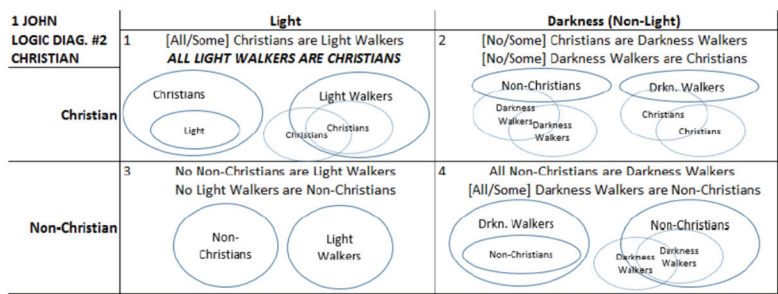 1 JOHN
LOGIC DIAG. #2
CHRISTIAN
Light
Darkness (Non-Light)
1
[All/Some] Christians are Light Walkers
ALL LIGHT WALKERS ARE CHRISTIANS
2
[No/Some] Christians are Darkness Walkers
[No/Some] Darkness Walkers are Christians
Christian
Christians
Light
Light Walkers
Christians
Christians
Non-Christians
Darkness
Walkers
Darkness
Walkers
Drkn. Walkers
Christians
Christians
3
No Non-Christians are Light Walkers
No Light Walkers are Non-Christians
4
All Non-Christians are Darkness Walkers
[All/Some] Darkness Walkers are Non-Christians
Non-Christian
Non-
Christians
Light
Walkers
Drkn. Walkers
Non-Christians
Non-Christians
Darkness
Walkers
Darkness
Walkers